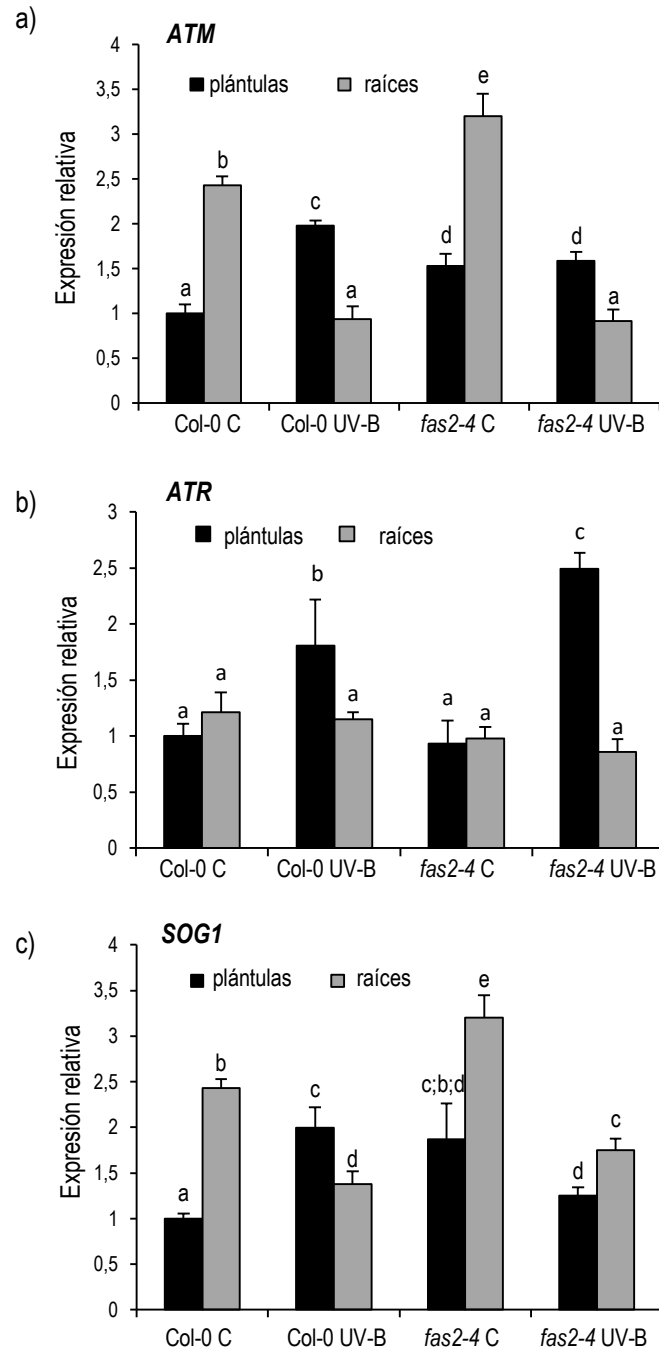 a)
ATM
4
3,5
3
2,5
2
1,5
1
0,5
0
Expresión relativa
plántulas raíces
a b c a d e d a
Col-0 C Col-0 UV-B fas2-4 C fas2-4 UV-B
b)
ATR
3
2,5
2
1,5
1
0,5
0
Expresión relativa
plántulas raíces
a a b a a a c a
Col-0 C Col-0 UV-B fas2-4 C fas2-4 UV-B
c)
SOG1
4
3,5
3
2,5
2
1,5
1
0,5
0
Expresión relativa
plántulas raíces
a b c d c;b;d e d c
Col-0 C Col-0 UV-B fas2-4 C fas2-4 UV-B